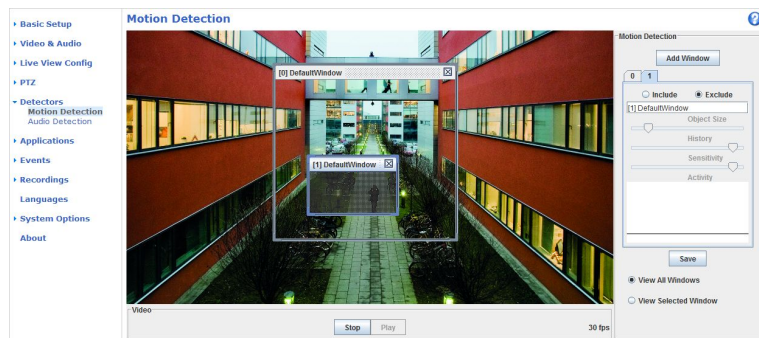 Motion Detection
?
Basic Setup
Video & Audio
Live View Config
PTZ
Detectors
Motion Detection
Audio Detection
Applications
Events
Recordings
Languages
System Options
About
[0] DefaultWindow
[1] DefaultWindow
Video
Stop
Play
30 fps
Motion Detection
Add Window
0 1
Include Exclude
[1] DefaultWindow
Object Size
History
Sensitivity
Activity
Save
View All Windows
View Selected Window